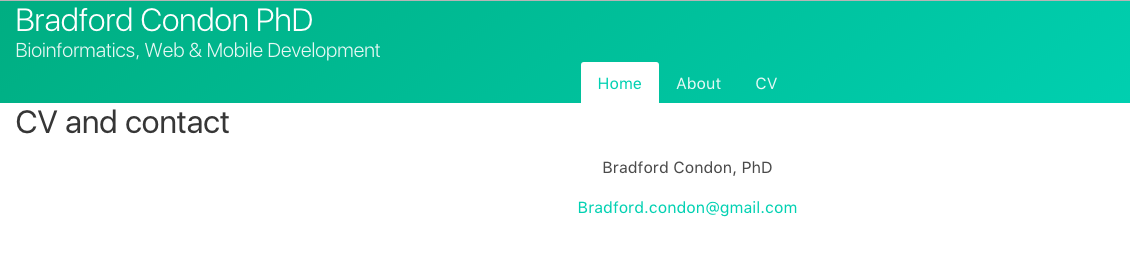 Bradford Condon PhD
Bioinformatics, Web & Mobile Development
Home About CV
CV and contact
Bradford Condon, PhD
Bradford.condon@gmail.com